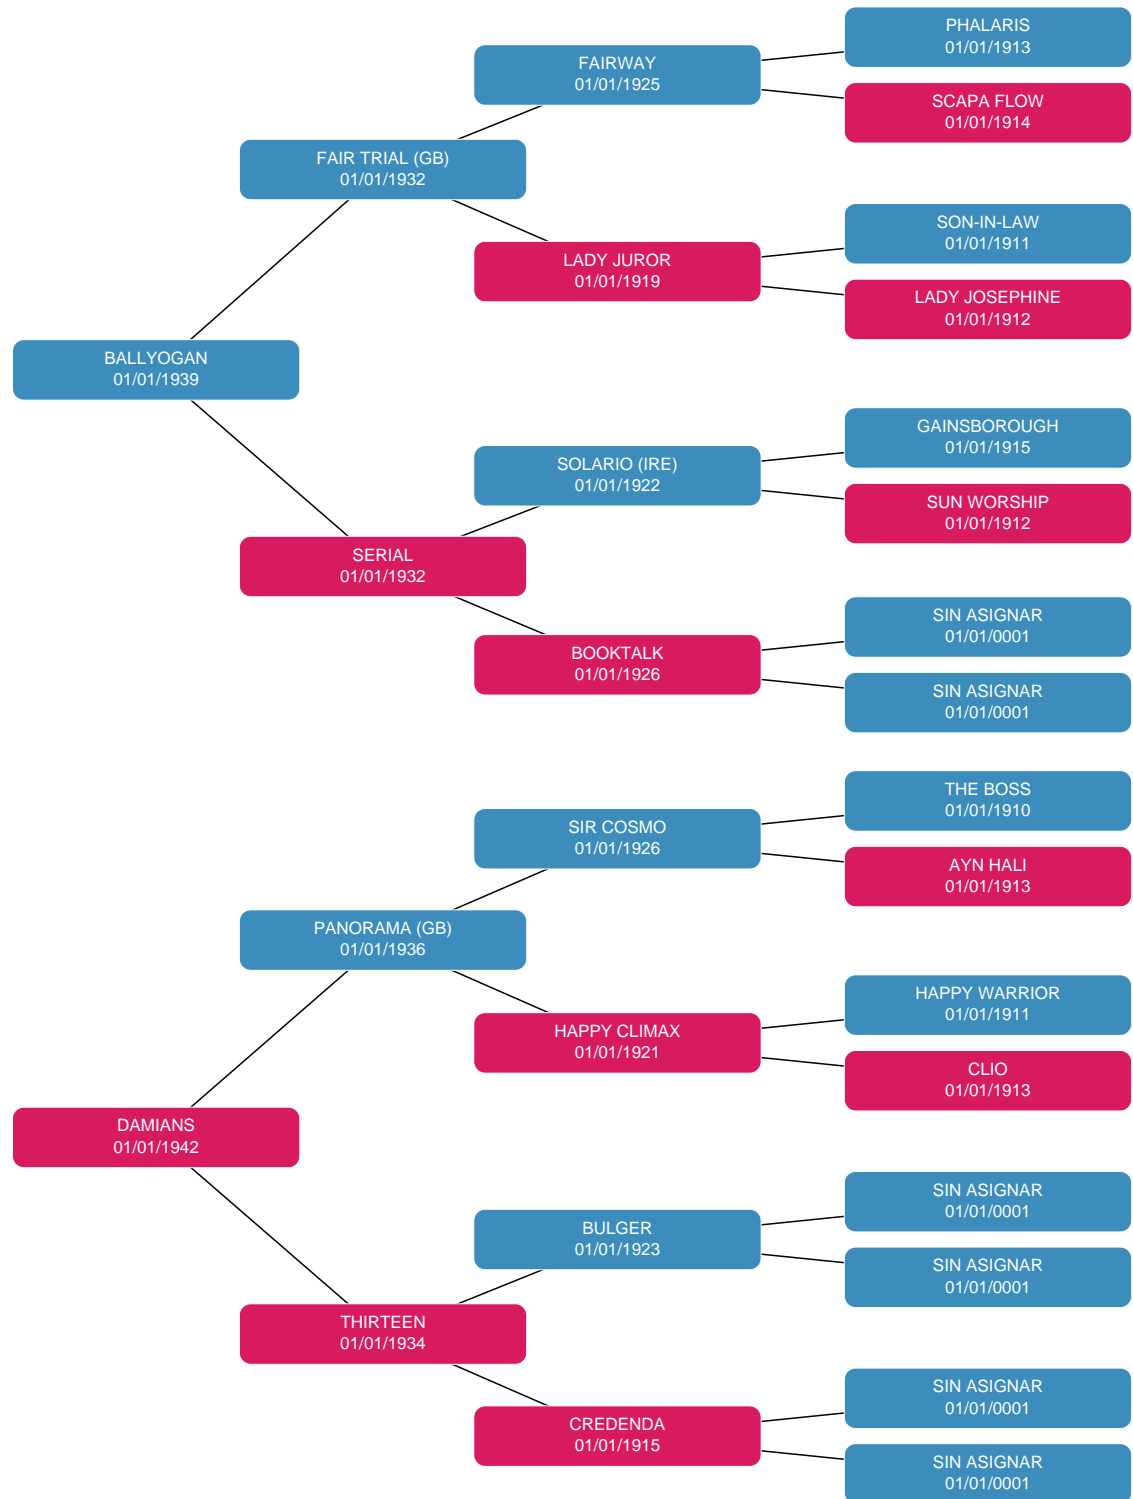 PHALARIS
01/01/1913
FAIRWAY
01/01/1925
SCAPA FLOW
01/01/1914
FAIR TRIAL (GB)
01/01/1932
SON-IN-LAW
01/01/1911
LADY JUROR
01/01/1919
LADY JOSEPHINE
01/01/1912
BALLYOGAN
01/01/1939
GAINSBOROUGH
01/01/1915
SOLARIO (IRE)
01/01/1922
SUN WORSHIP
01/01/1912
SERIAL
01/01/1932
SIN ASIGNAR
01/01/0001
BOOKTALK
01/01/1926
SIN ASIGNAR
01/01/0001
THE BOSS
01/01/1910
SIR COSMO
01/01/1926
AYN HALI
01/01/1913
PANORAMA (GB)
01/01/1936
HAPPY WARRIOR
01/01/1911
HAPPY CLIMAX
01/01/1921
CLIO
01/01/1913
DAMIANS
01/01/1942
SIN ASIGNAR
01/01/0001
BULGER
01/01/1923
SIN ASIGNAR
01/01/0001
THIRTEEN
01/01/1934
SIN ASIGNAR
01/01/0001
CREDENDA
01/01/1915
SIN ASIGNAR
01/01/0001